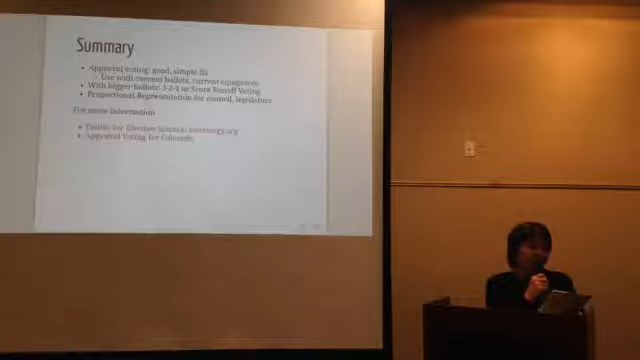 Summary
• Approval voting: good, simple fix
◦ Use with current ballots, current equipment
• With bigger ballots: 3-2-1 or Score Runoff Voting
• Proportional Representation for council, legislature
For more information
• Center for Election Science: electology.org
• Approval Voting for Colorado